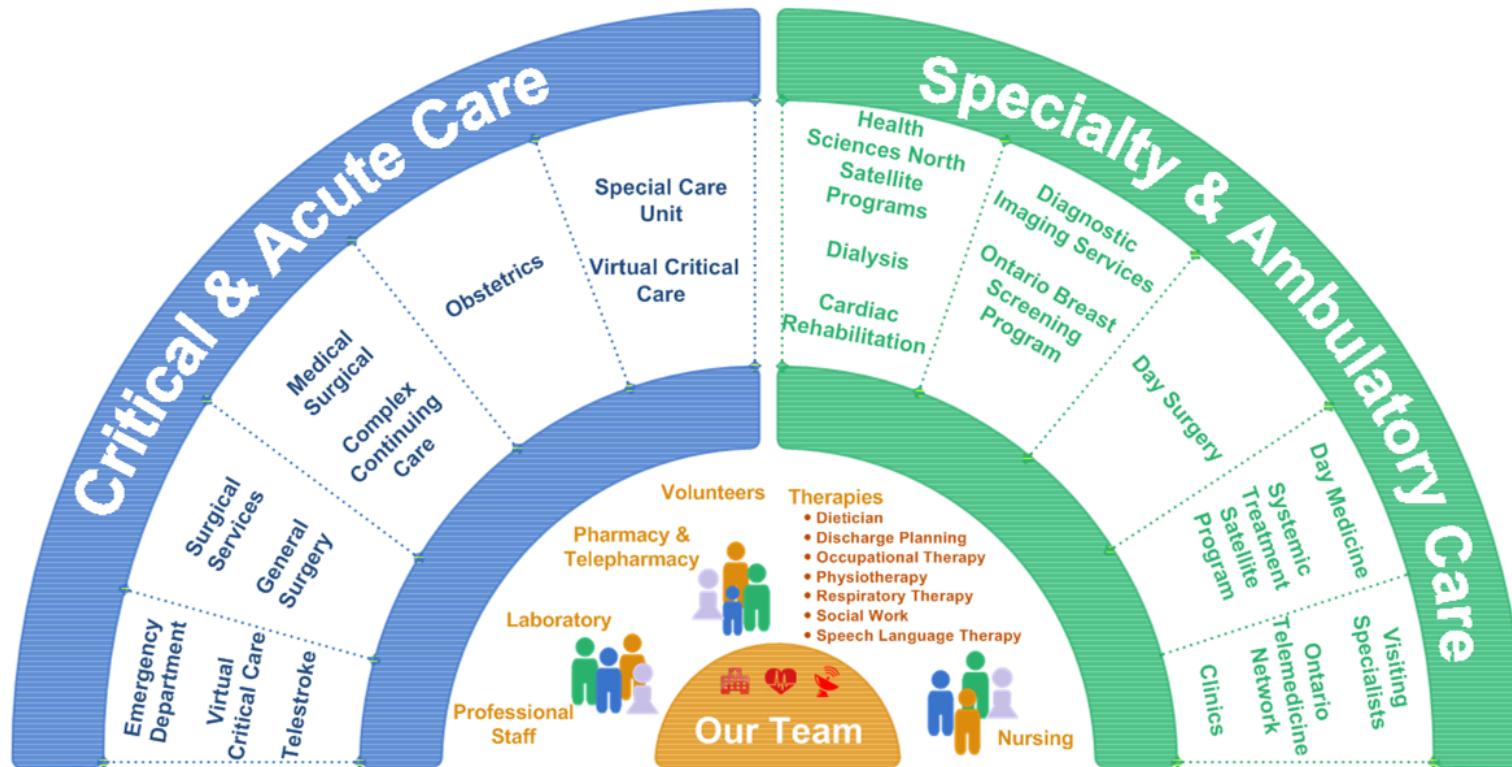 Critical & Acute Care
Emergency
Department
Virtual
Critical Care
Telestroke
Surgical
Services
General
Surgery
Medical
Surgical
Complex
Continuing
Care
Obstetrics
Special Care
Unit
Virtual Critical
Care
Specialty & Ambulatory Care
Health
Sciences North
Satellite
Programs
Dialysis
Cardiac
Rehabilitation
Diagnostic
Imaging Services
Ontario Breast
Screening
Program
Day Surgery
Day Medicine
Systemic
Treatment
Satellite
Program
Visiting
Specialists
Ontario
Telemedicine
Network
Clinics
Volunteers
Pharmacy &
Telepharmacy
Laboratory
Professional
Staff
Therapies
• Dietician
• Discharge Planning
• Occupational Therapy
• Physiotherapy
• Respiratory Therapy
• Social Work
• Speech Language Therapy
Nursing
Our Team